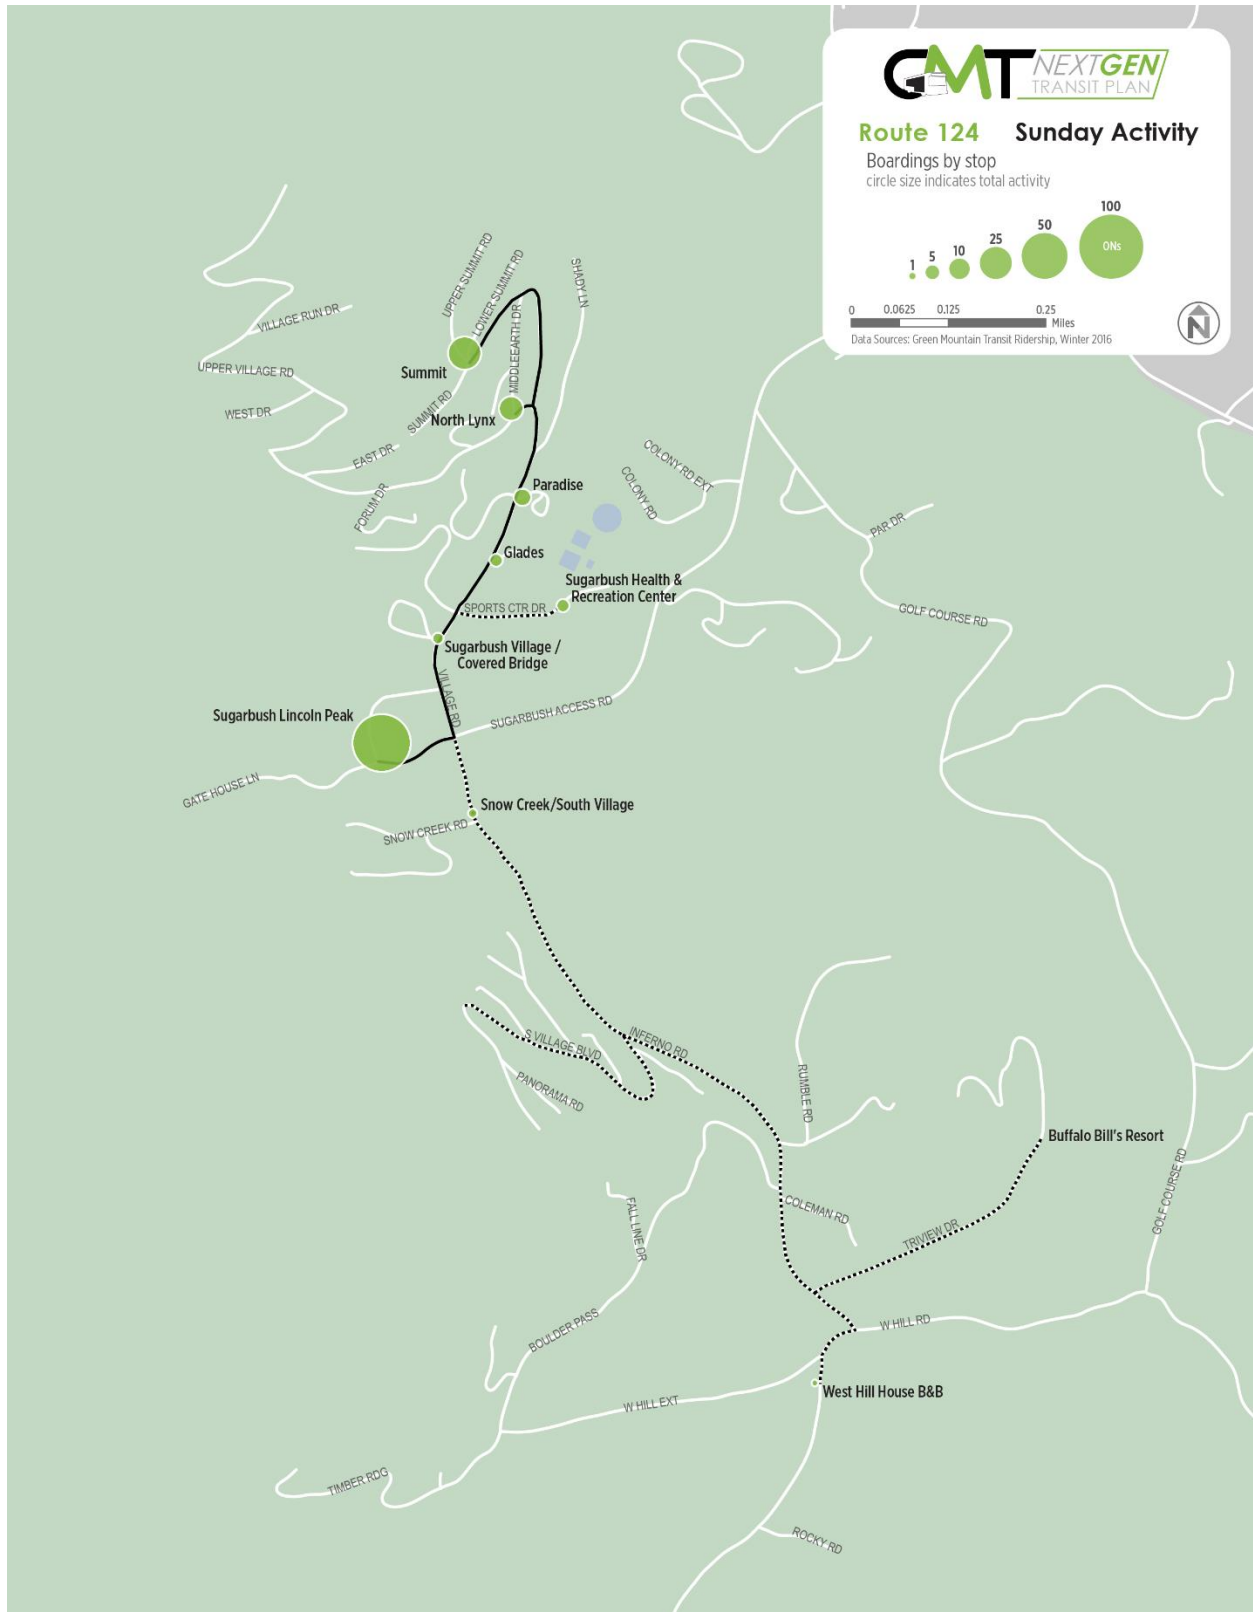 GMT NEXTGEN
TRANSIT PLAN
Route 124 Sunday Activity
Boardings by stop
circle size indicates total activity
1 5 10 25 50 100
ONs
0 0.0625 0.125 0.25
Miles
Data Sources: Green Mountain Transit Ridership, Winter 2016
N
UPPER SUMMIT RD
LOWER SUMMIT RD
SHADY LN
MIDDLEEARTH DR
VILLAGE RUN DR
UPPER VILLAGE RD
Summit
WEST DR
SUMMIT RD
North Lynx
EAST DR
COLONY RD EXT
COLONY RD
Paradise
FORUM DR
PAR DR
Glades
Sugarbush Health &
Recreation Center
SPORTS CTR DR
GOLF COURSE RD
Sugarbush Village /
Covered Bridge
VILLAGE RD
SUGARBUSH ACCESS RD
Sugarbush Lincoln Peak
GATE HOUSE LN
Snow Creek/South Village
SNOW CREEK RD
S VILLAGE BLVD
INFERNO RD
PANORAMA RD
RUMBLE RD
Buffalo Bill's Resort
GOLF COURSE RD
COLEMAN RD
FALL LINE DR
TRIVIEW DR
BOULDER PASS
W HILL RD
West Hill House B&B
W HILL EXT
TIMBER RDG
ROCKY RD